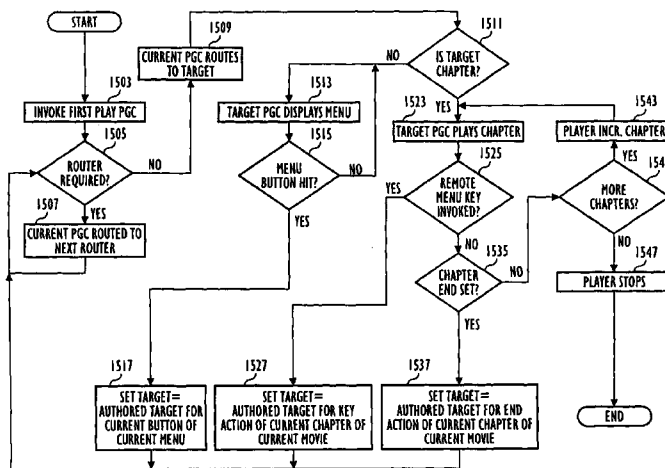 START
1503
INVOKE FIRST PLAY PGC
1505
ROUTER
REQUIRED?
NO
YES
1507
CURRENT PGC ROUTED TO
NEXT ROUTER
1509
CURRENT PGC ROUTES
TO TARGET
1511
IS TARGET
CHAPTER?
NO
YES
1513
TARGET PGC DISPLAYS MENU
1515
MENU
BUTTON HIT?
NO
YES
1517
SET TARGET=
AUTHORED TARGET FOR
CURRENT BUTTON OF
CURRENT MENU
1523
TARGET PGC PLAYS CHAPTER
1525
REMOTE
MENU KEY
INVOKED?
YES
NO
1527
SET TARGET=
AUTHORED TARGET FOR KEY
ACTION OF CURRENT CHAPTER OF
CURRENT MOVIE
1535
CHAPTER
END SET?
NO
YES
1537
SET TARGET=
AUTHORED TARGET FOR END
ACTION OF CURRENT CHAPTER OF
CURRENT MOVIE
1543
PLAYER INCR. CHAPTER
YES
154
MORE
CHAPTERS?
NO
1547
PLAYER STOPS
END